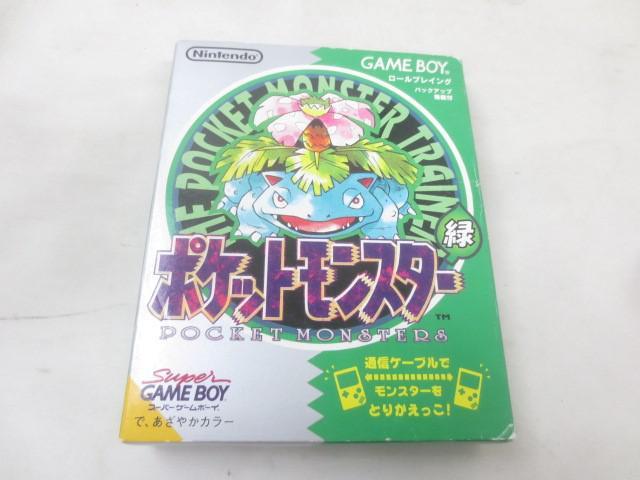 Nintendo
GAME BOY®
ロールプレイング
バックアップ
機能付
THE POCKET MONSTER TRAINER
緑
ポケットモンスター
TM
POCKET MONSTERS
Super
GAME BOY
スーパーゲームボーイ
で、あざやかカラー
通信ケーブルで
モンスターを
とりかえっこ!